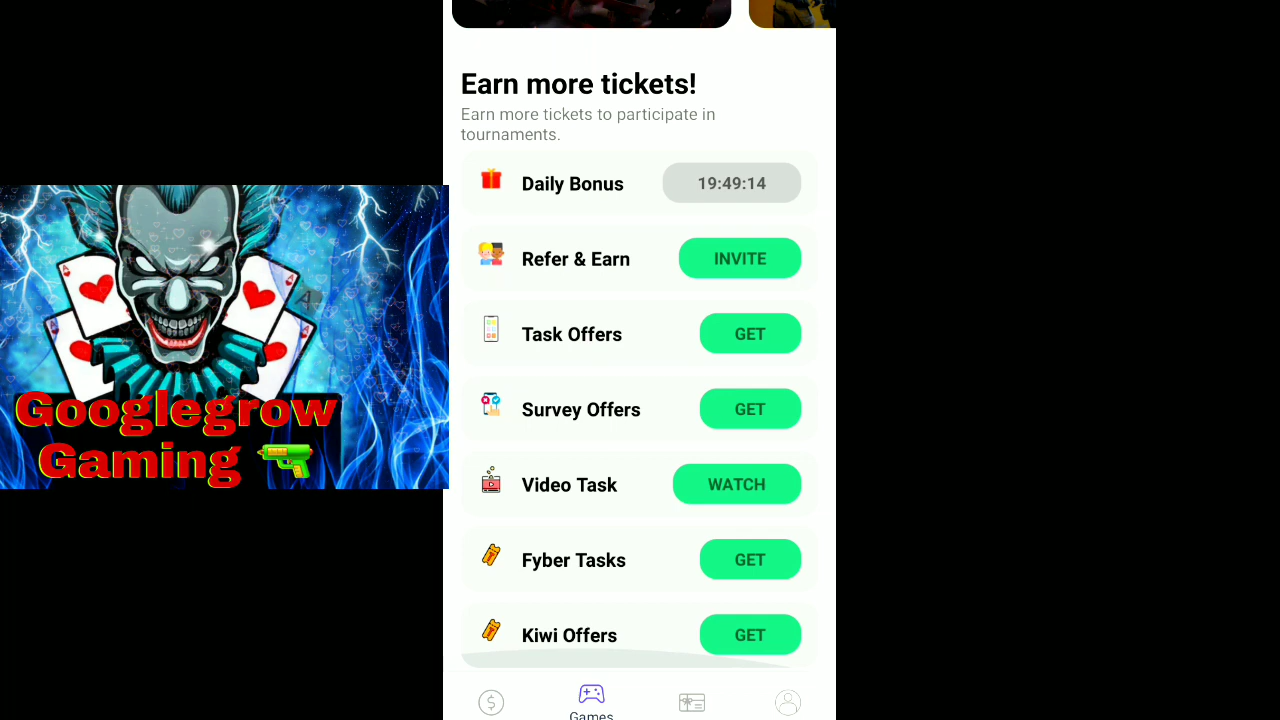 Earn more tickets!
Earn more tickets to participate in
tournaments.
Daily Bonus
19:49:14
Refer & Earn
INVITE
Task Offers
GET
Survey Offers
GET
Video Task
WATCH
Fyber Tasks
GET
Kiwi Offers
GET
Games
A
A
A
A
Googlegrow
Gaming